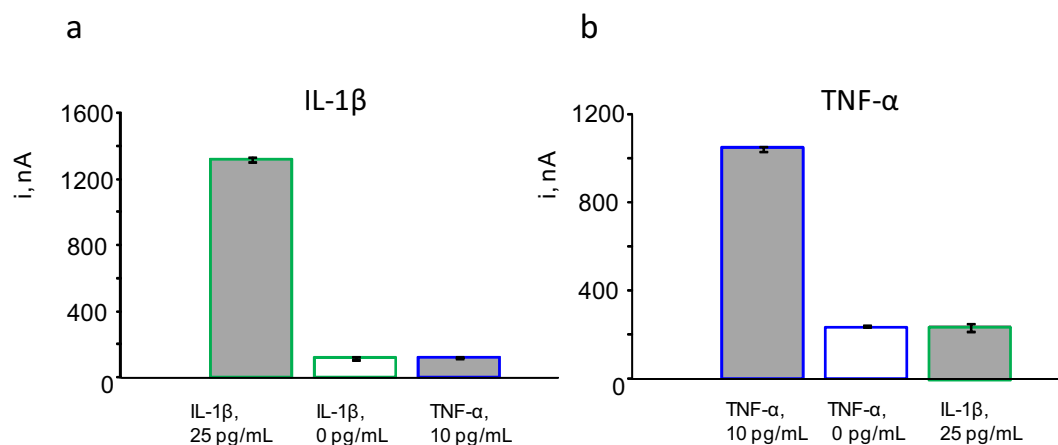 a
b
IL-1β
TNF-α
i, nA
1600
1200
800
400
0
IL-1β,
25 pg/mL
IL-1β,
0 pg/mL
TNF-α,
10 pg/mL
i, nA
1200
800
400
0
TNF-α,
10 pg/mL
TNF-α,
0 pg/mL
IL-1β,
25 pg/mL